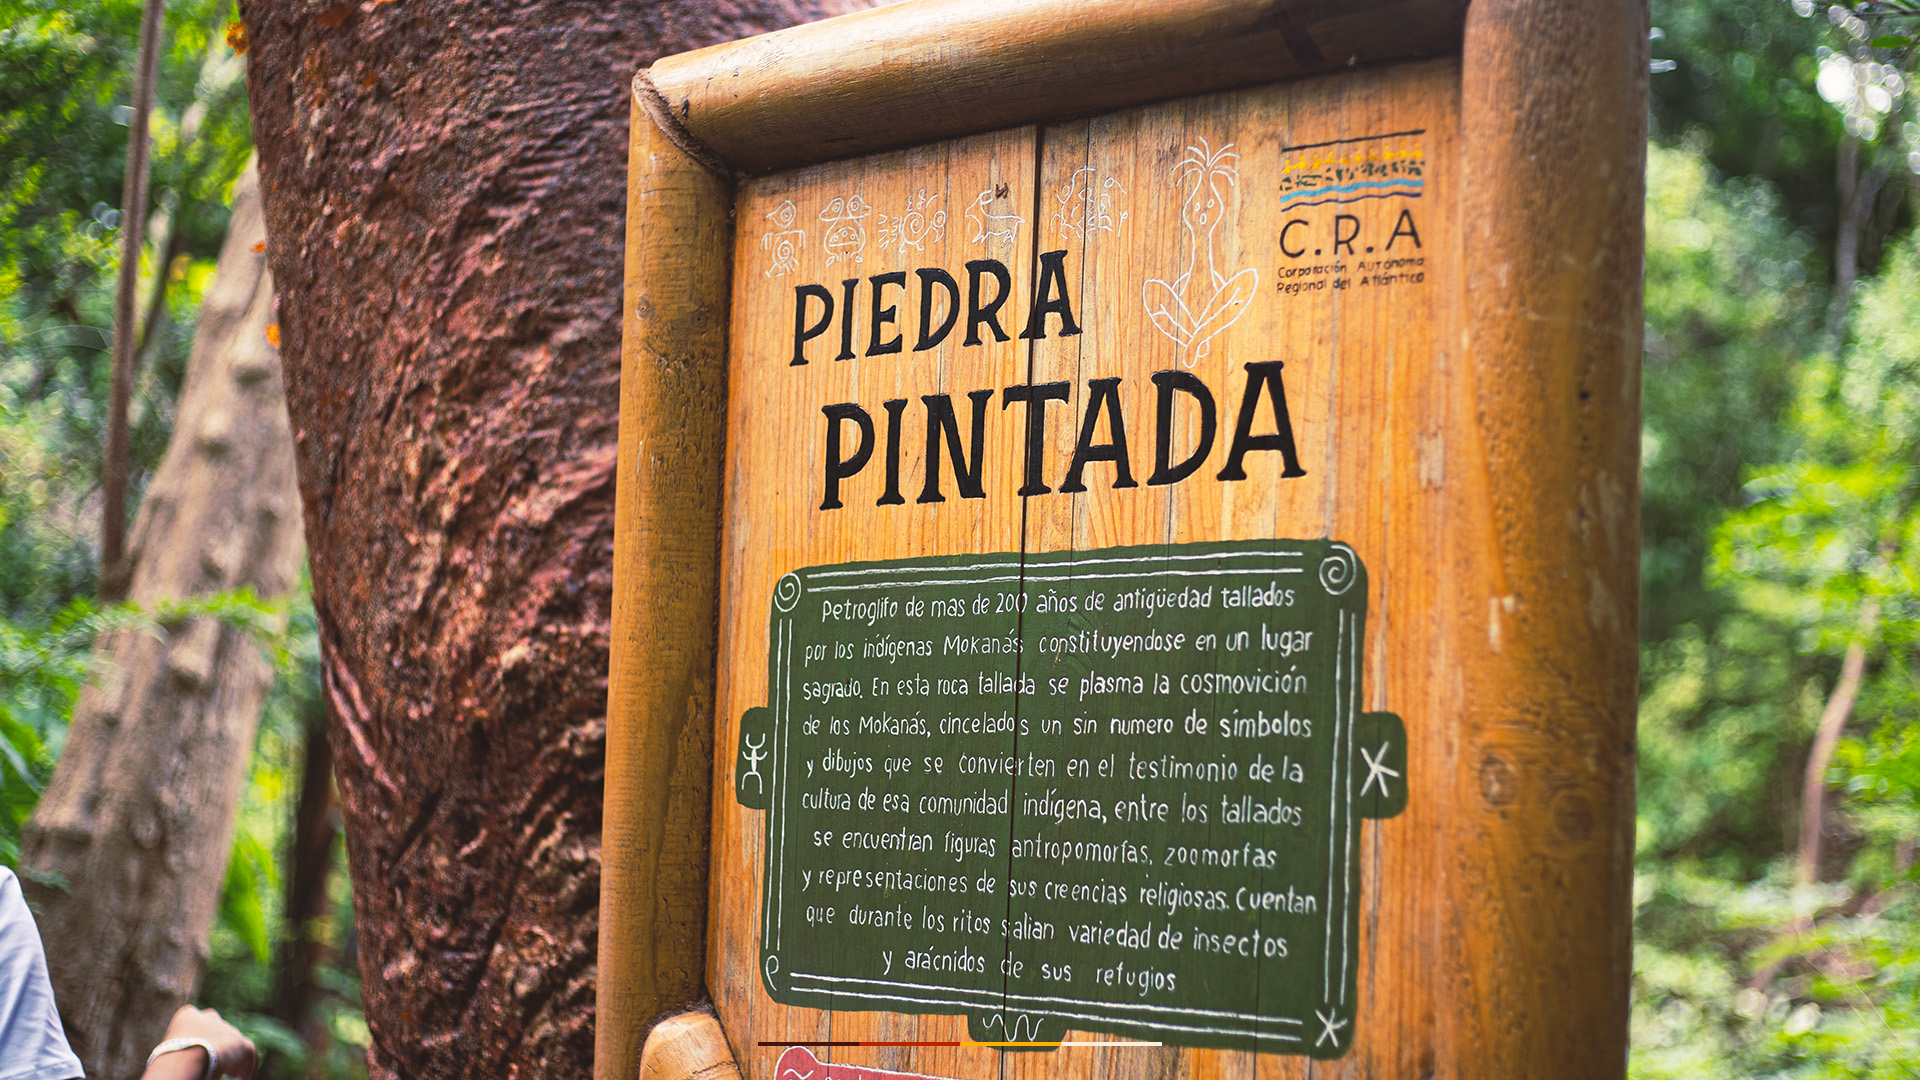 C.R.A
Corporación Autónoma
Regional del Atlántico
PIEDRA
PINTADA
Petroglifo de mas de 200 años de antigüedad tallados
por los indígenas Mokanás constituyendose en un lugar
sagrado. En esta roca tallada se plasma la cosmovición
de los Mokanás, cincelados un sin numero de símbolos
y dibujos que se convierten en el testimonio de la
cultura de esa comunidad indígena, entre los tallados
se encuentran figuras antropomorfas, zoomorfas
y representaciones de sus creencias religiosas. Cuentan
que durante los ritos salian variedad de insectos
y arácnidos de sus refugios